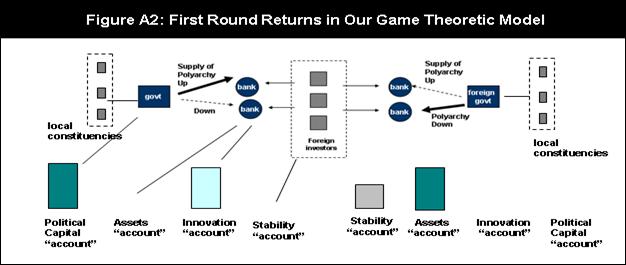 Figure A2: First Round Returns in Our Game Theoretic Model
Supply of
Polyarchy
Up
govt
bank
Down
bank
local
constituencies
Foreign
investors
Supply of
Polyarchy
Up
bank
foreign
govt
bank
Polyarchy
Down
local
constituencies
Political
Capital
“account”
Assets
“account”
Innovation
“account”
Stability
“account”
Stability
“account”
Assets
“account”
Innovation
“account”
Political
Capital
“account”